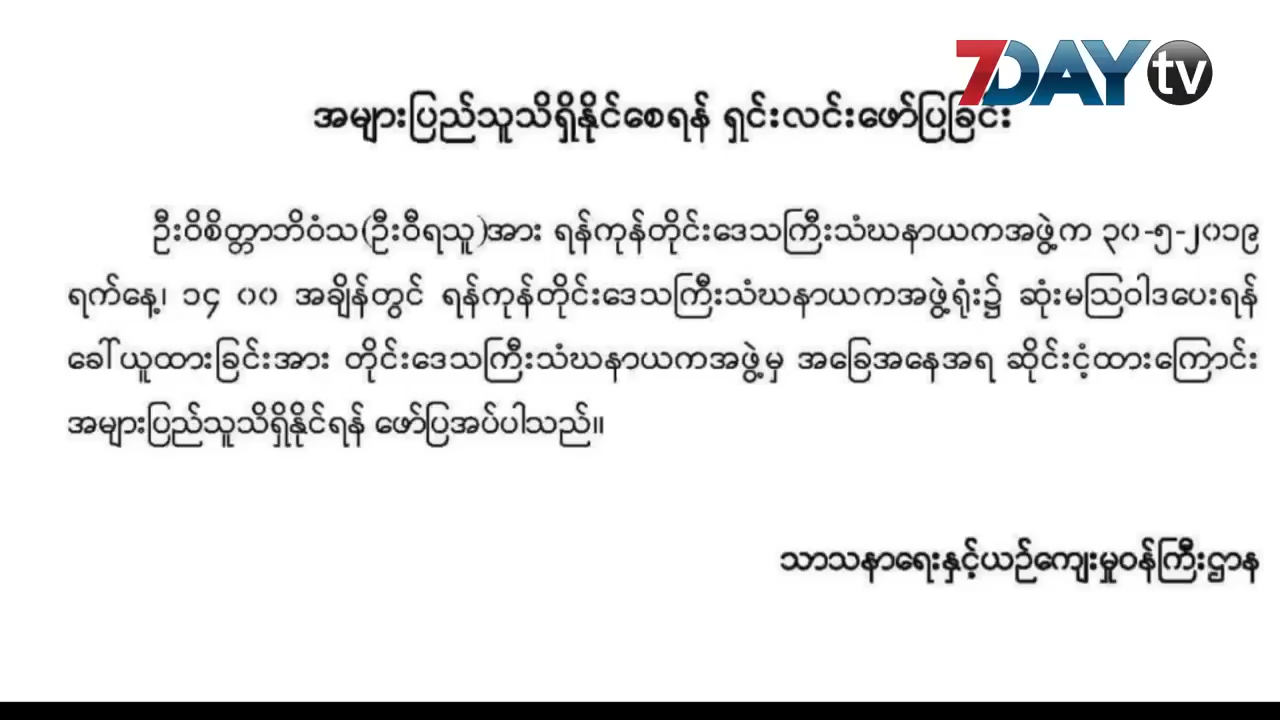 7DAY tv
အများပြည်သူသိရှိနိုင်စေရန် ရှင်းလင်းဖော်ပြခြင်း
ဦးဝိစိတ္တာဘိဝံသ(ဦးဝီရသူ)အား ရန်ကုန်တိုင်းဒေသကြီးသံဃနာယကအဖွဲ့က ၃၀-၅-၂၀၁၉
ရက်နေ့၊ ၁၄ ၀၀ အချိန်တွင် ရန်ကုန်တိုင်းဒေသကြီးသံဃနာယကအဖွဲ့ရုံး၌ ဆုံးမဩဝါဒပေးရန်
ခေါ်ယူထားခြင်းအား တိုင်းဒေသကြီးသံဃနာယကအဖွဲ့မှ အခြေအနေအရ ဆိုင်းငံ့ထားကြောင်း
အများပြည်သူသိရှိနိုင်ရန် ဖော်ပြအပ်ပါသည်။
သာသနာရေးနှင့်ယဉ်ကျေးမှုဝန်ကြီးဌာန